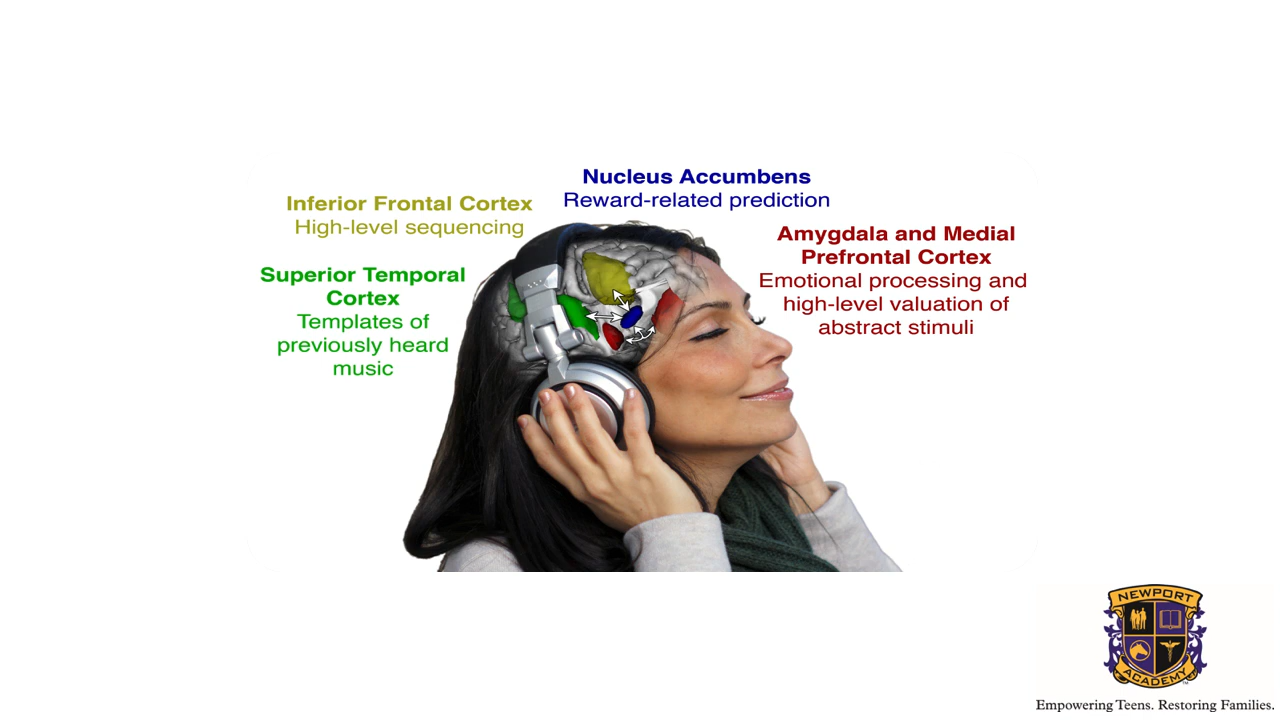 Nucleus Accumbens
Reward-related prediction
Inferior Frontal Cortex
High-level sequencing
Amygdala and Medial
Prefrontal Cortex
Emotional processing and
high-level valuation of
abstract stimuli
Superior Temporal
Cortex
Templates of
previously heard
music
NEWPORT
ACADEMY
Empowering Teens. Restoring Families.